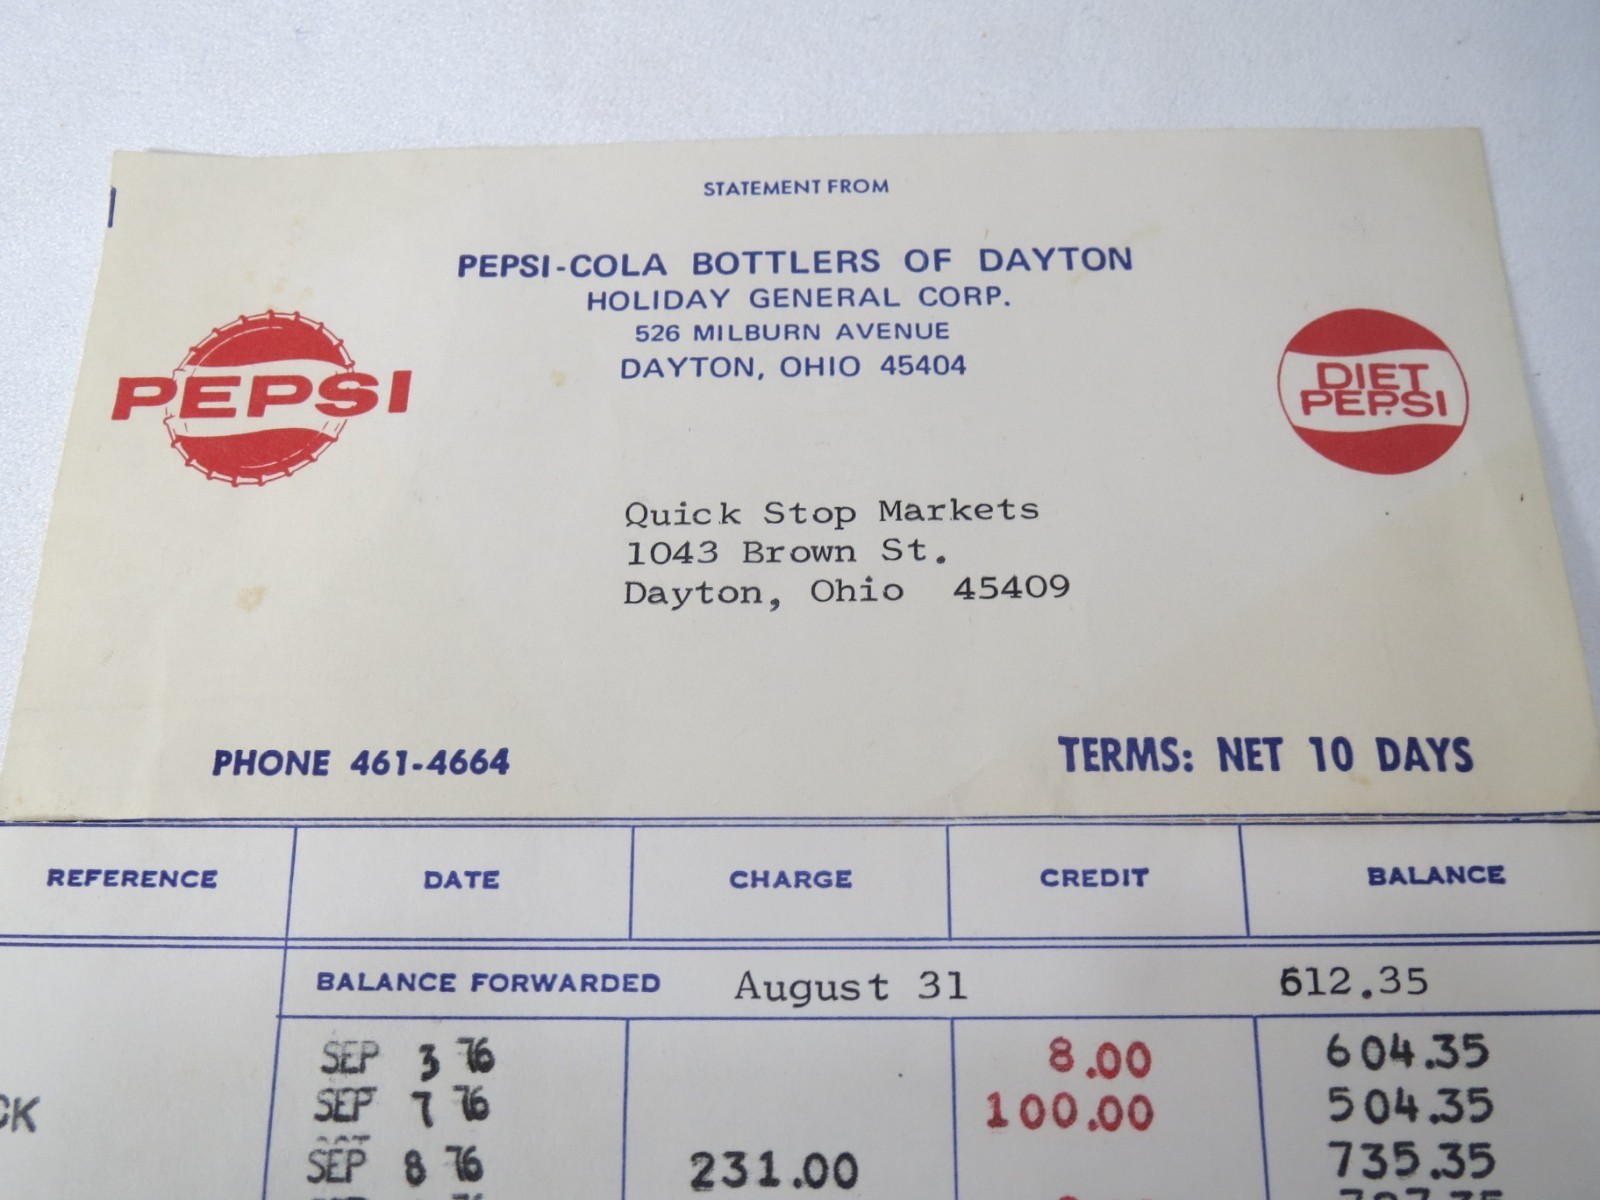 STATEMENT FROM
PEPSI-COLA BOTTLERS OF DAYTON
HOLIDAY GENERAL CORP.
526 MILBURN AVENUE
DAYTON, OHIO 45404
PEPSI
DIET
PEPSI
Quick Stop Markets
1043 Brown St.
Dayton, Ohio 45409
PHONE 461-4664
TERMS: NET 10 DAYS
REFERENCE DATE CHARGE CREDIT BALANCE
BALANCE FORWARDED August 31 612.35
SEP 3 76 8.00 604.35
CK SEP 7 76 100.00 504.35
SEP 8 76 231.00 735.35